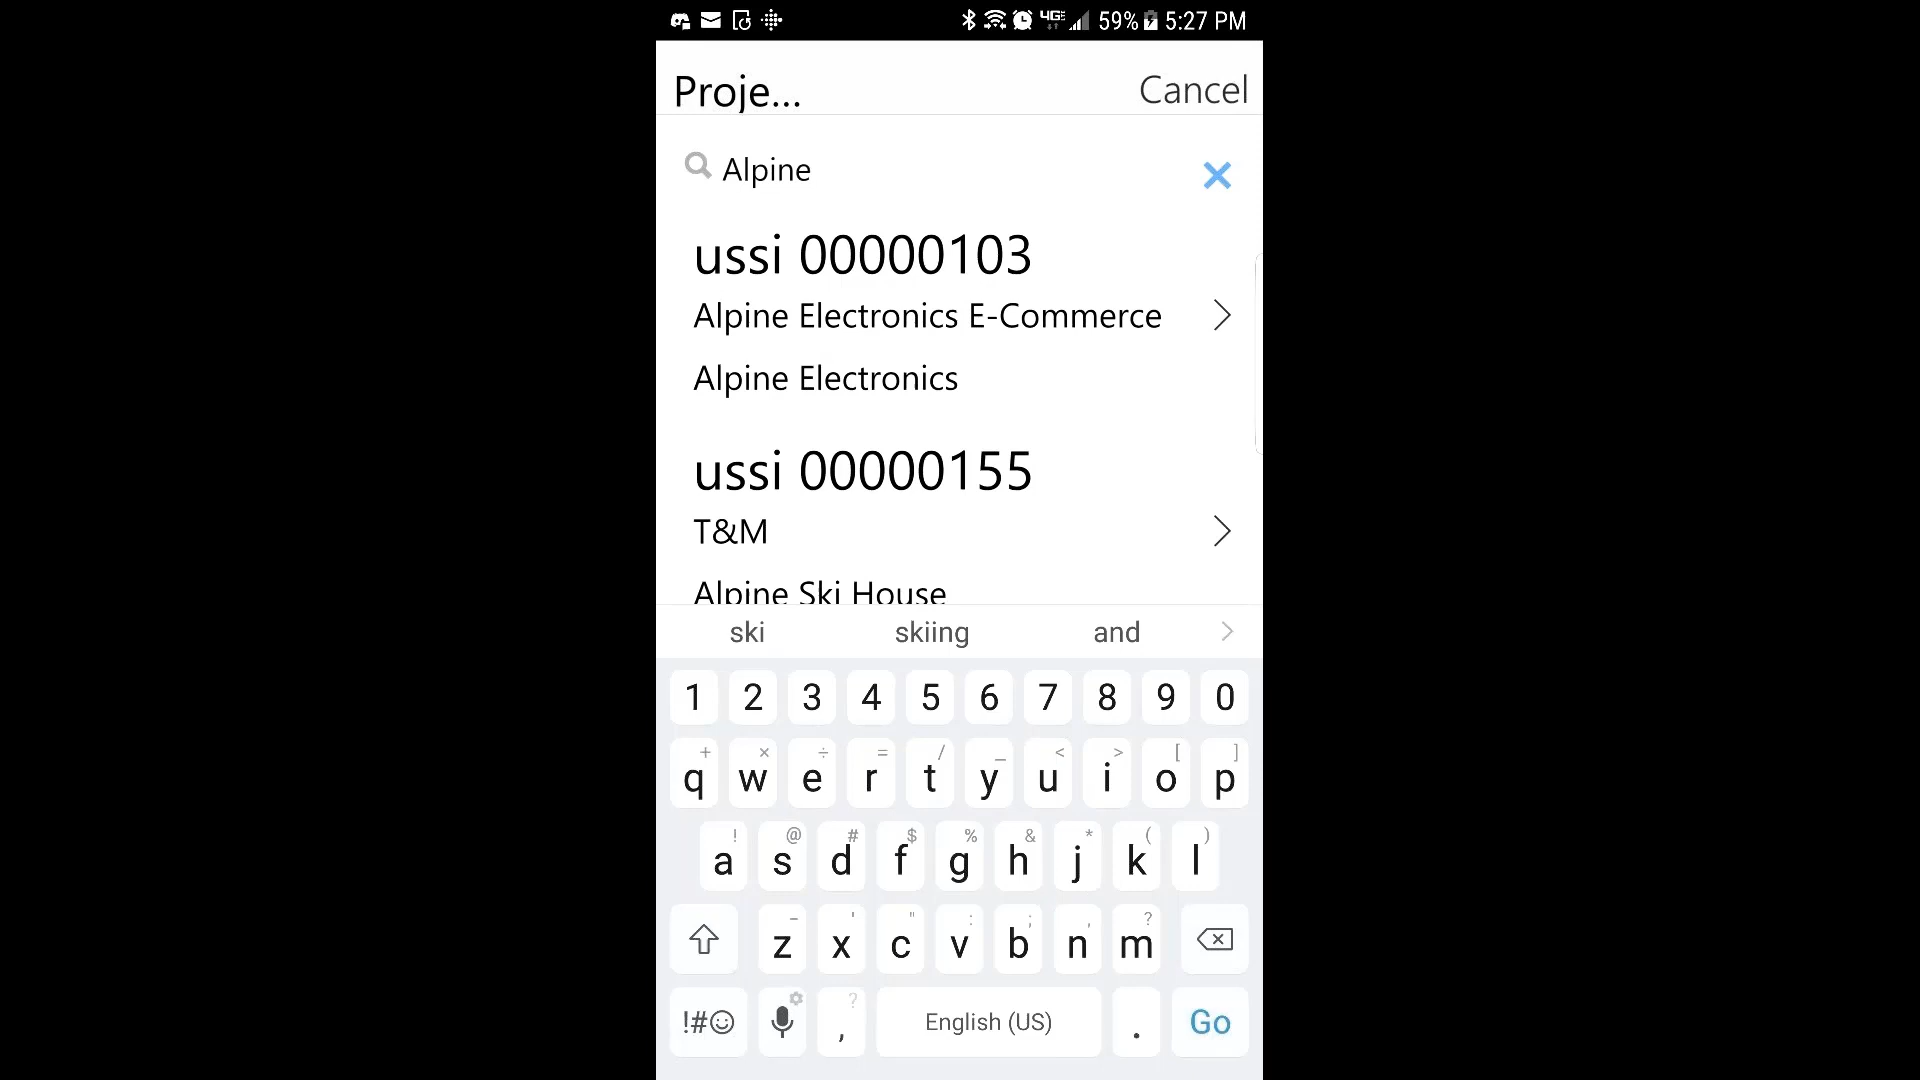 59% 5:27 PM
Proje... Cancel
Alpine
ussi 00000103
Alpine Electronics E-Commerce
Alpine Electronics
ussi 00000155
T&M
Alpine Ski House
ski skiing and
1 2 3 4 5 6 7 8 9 0
+ × ÷ = / _ < > [ ]
q w e r t y u i o p
! @ # $ % & * ( )
a s d f g h j k l
- ' " : ; , ?
z x c v b n m
?
!#☺ , English (US) . Go